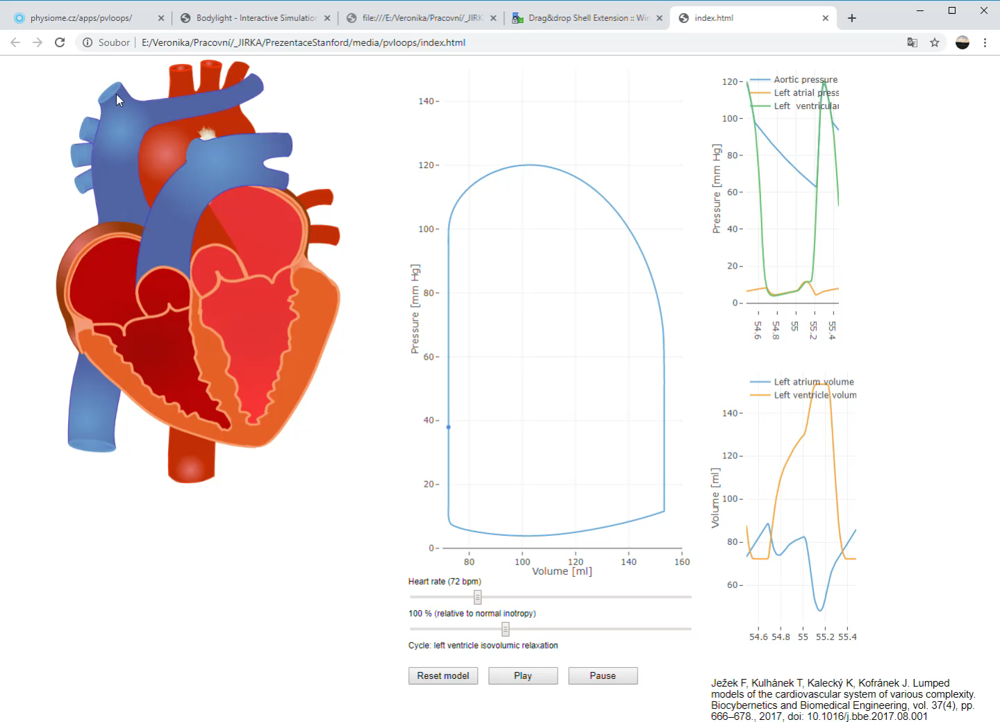 physiome.cz/apps/pvloops/
Bodylight - Interactive Simulation
file:///E:/Veronika/Pracovní/_JIRK
Drag&drop Shell Extension :: Win
index.html
Soubor
E:/Veronika/Pracovní/_JIRKA/PrezentaceStanford/media/pvloops/index.html
140
120
100
80
60
40
20
0
Pressure [mm Hg]
80 100 120 140 160
Volume [ml]
Heart rate (72 bpm)
100 % (relative to normal inotropy)
Cycle: left ventricle isovolumic relaxation
Reset model
Play
Pause
Aortic pressure
Left atrial press
Left ventricular
120
100
80
60
40
20
0
Pressure [mm Hg]
54.6 54.8 55 55.2 55.4
Left atrium volume
Left ventricle volum
140
120
100
80
60
Volume [ml]
54.6 54.8 55 55.2 55.4
Ježek F, Kulhánek T, Kalecký K, Kofránek J. Lumped
models of the cardiovascular system of various complexity.
Biocybernetics and Biomedical Engineering, vol. 37(4), pp.
666–678., 2017, doi: 10.1016/j.bbe.2017.08.001